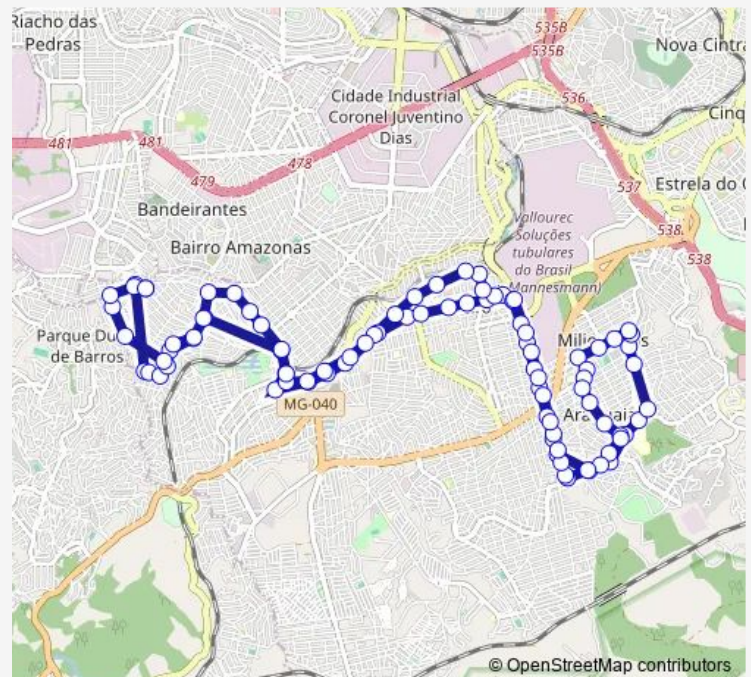 Riacho das
Pedras
535B
535B
Nova Cintra
Cidade Industrial
Coronel Juventino
Dias
536
481
481
478
479
537
Estrela do
Bandeirantes
Vallourec
Soluções
tubulares
do Brasil
Mannesmann)
538
538
Bairro Amazonas
Parque Du
de Barros
MG-040
© OpenStreetMap contributors